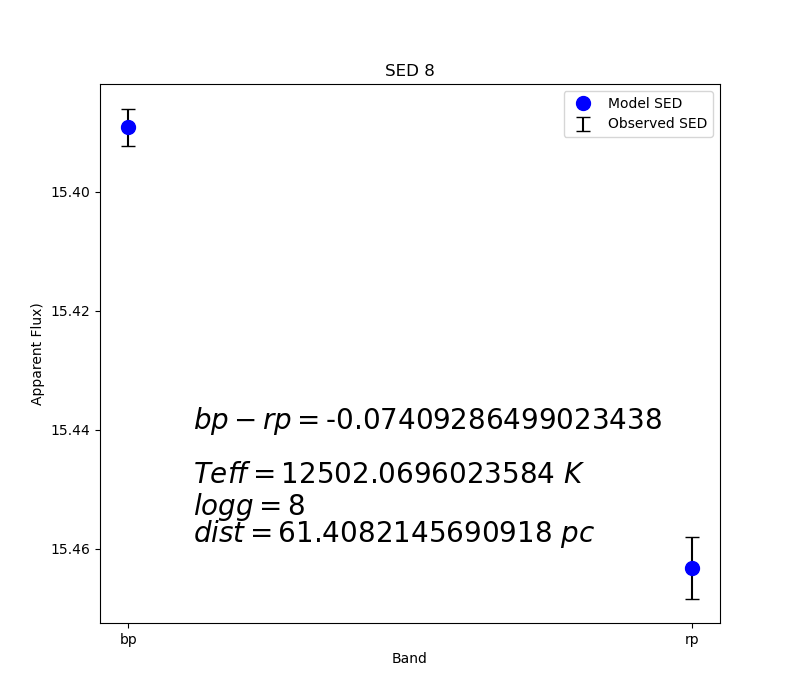 SED 8
Model SED
Observed SED
15.40
15.42
15.44
15.46
Apparent Flux)
bp − rp = -0.07409286499023438
Teff = 12502.0696023584 K
logg = 8
dist = 61.4082145690918 pc
bp
rp
Band